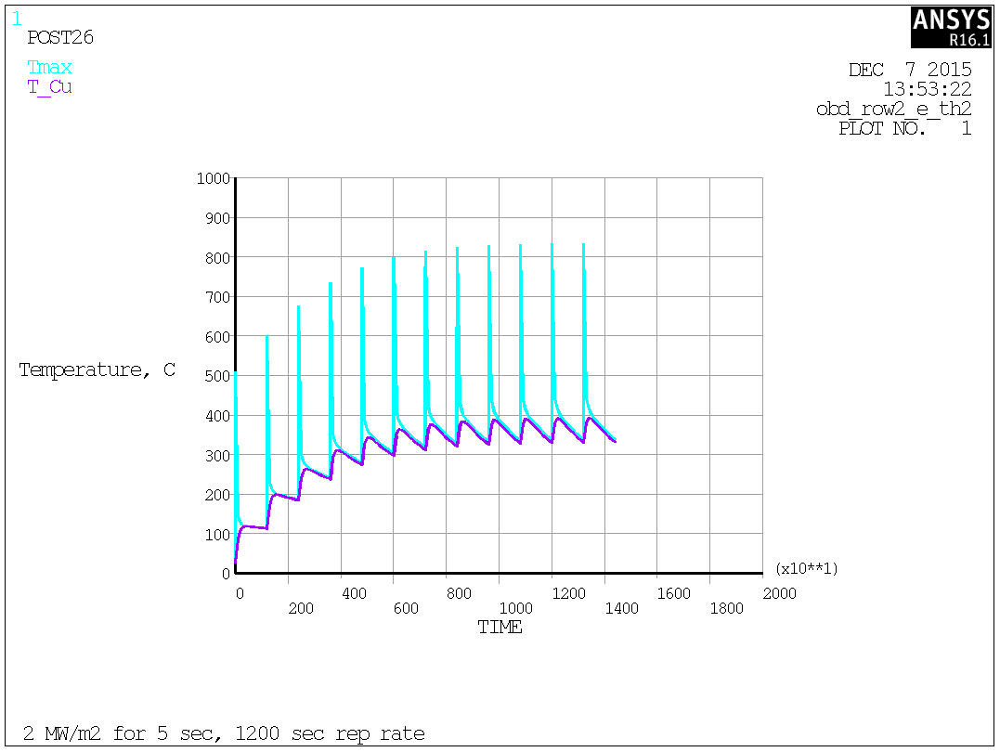 1
POST26
Tmax
T_Cu
ANSYS
R16.1
DEC 7 2015
13:53:22
obd_row2_e_th2
PLOT NO. 1
1000
900
800
700
600
500
400
300
200
100
0
Temperature, C
(x10**1)
0 400 800 1200 1600 2000
200 600 1000 1400 1800
TIME
2 MW/m2 for 5 sec, 1200 sec rep rate